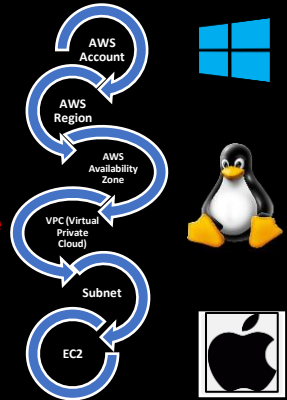 AWS
Account
AWS
Region
AWS
Availability
Zone
VPC (Virtual
Private
Cloud)
Subnet
EC2